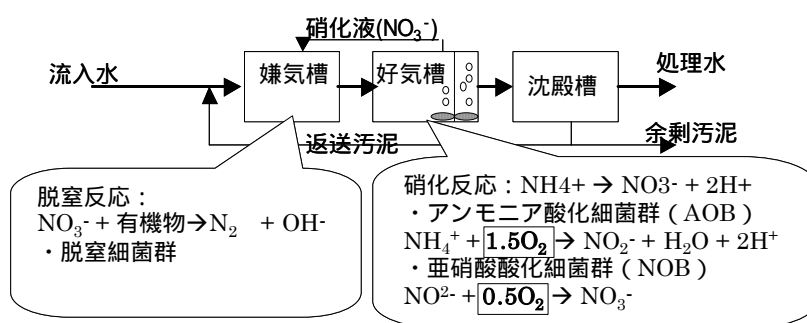 硝化液(NO₃⁻)
流入水
嫌気槽
好気槽
沈殿槽
処理水
返送汚泥
余剰汚泥
脱窒反応：
NO₃⁻ + 有機物→N₂ + OH-
・脱窒細菌群
硝化反応：NH4+ → NO3- + 2H+
・アンモニア酸化細菌群（AOB）
NH₄⁺ + 1.5O₂ → NO₂⁻ + H₂O + 2H⁺
・亜硝酸酸化細菌群（NOB）
NO²⁻ + 0.5O₂ → NO₃⁻